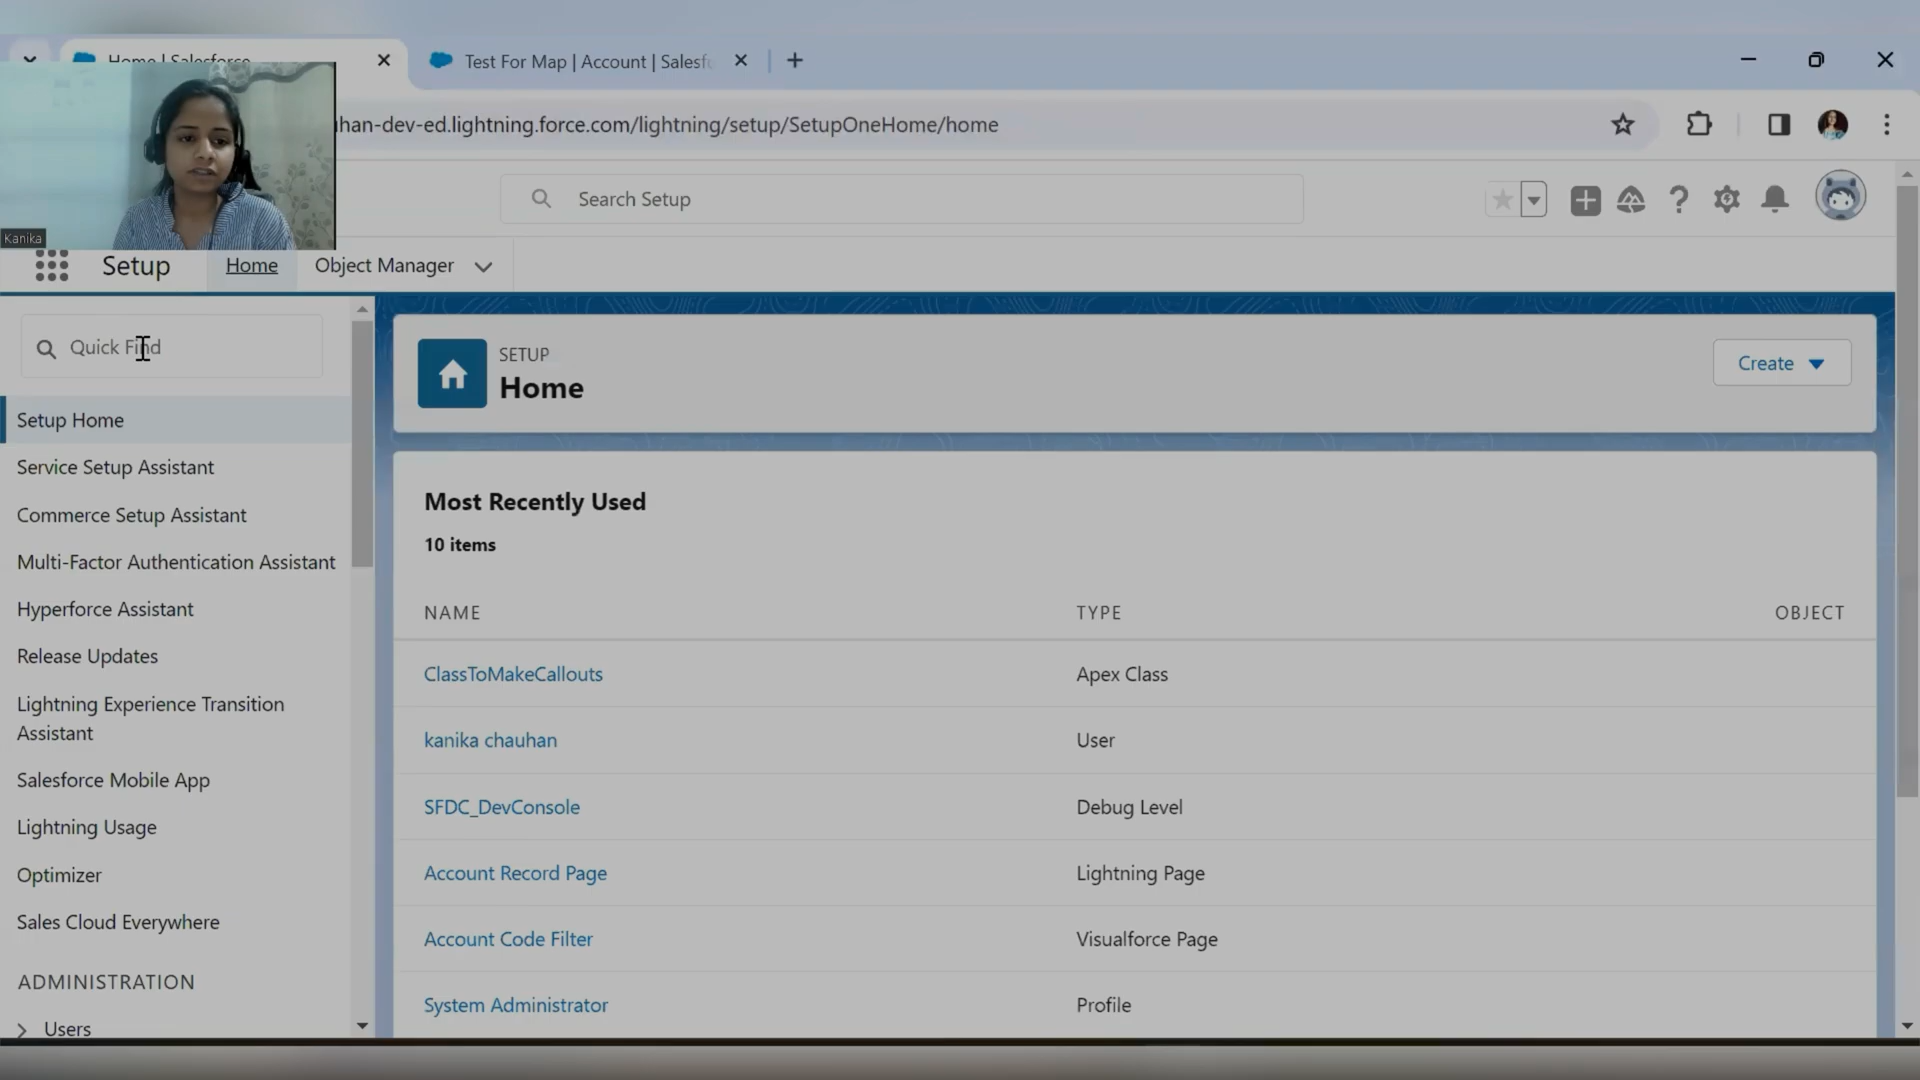 Home | Salesforce
Test For Map | Account | Salesf
han-dev-ed.lightning.force.com/lightning/setup/SetupOneHome/home
Kanika
Search Setup
Setup
Home
Object Manager
Quick Find
Setup Home
Service Setup Assistant
Commerce Setup Assistant
Multi-Factor Authentication Assistant
Hyperforce Assistant
Release Updates
Lightning Experience Transition
Assistant
Salesforce Mobile App
Lightning Usage
Optimizer
Sales Cloud Everywhere
ADMINISTRATION
Users
SETUP
Home
Create
Most Recently Used
10 items
NAME TYPE OBJECT
ClassToMakeCallouts Apex Class
kanika chauhan User
SFDC_DevConsole Debug Level
Account Record Page Lightning Page
Account Code Filter Visualforce Page
System Administrator Profile